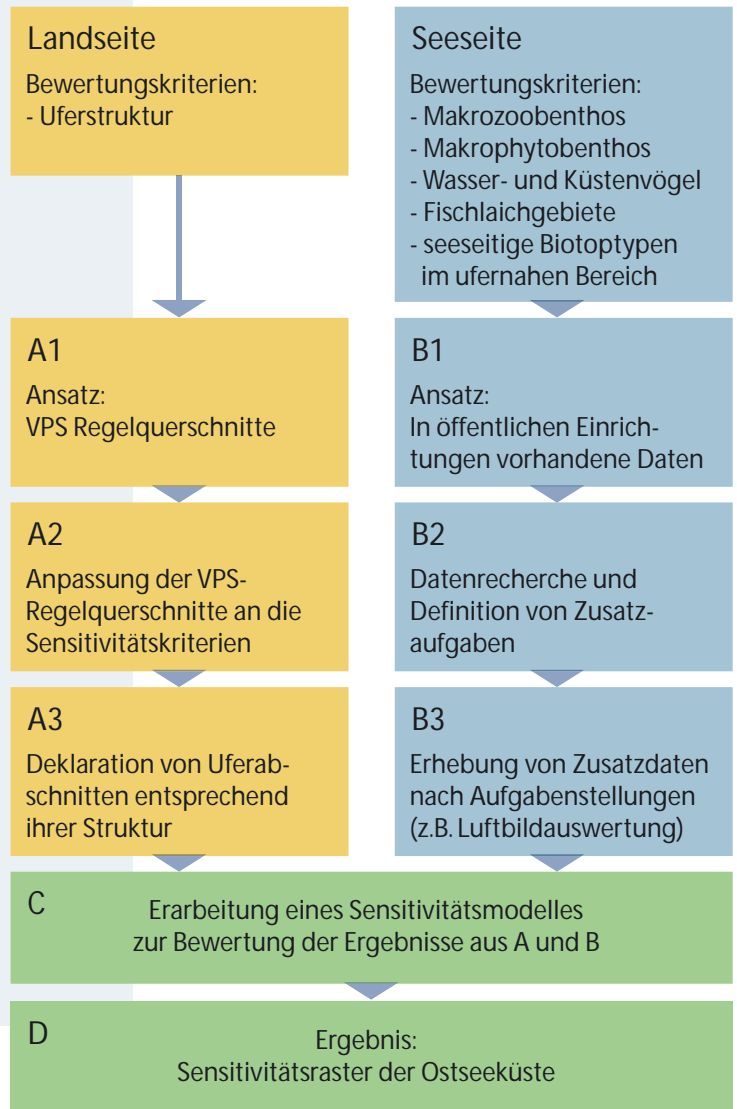 Landseite
Bewertungskriterien:
- Uferstruktur
Seeseite
Bewertungskriterien:
- Makrozoobenthos
- Makrophytobenthos
- Wasser- und Küstenvögel
- Fischlaichgebiete
- seeseitige Biotoptypen
im ufernahen Bereich
A1
Ansatz:
VPS Regelquerschnitte
B1
Ansatz:
In öffentlichen Einrich-
tungen vorhandene Daten
A2
Anpassung der VPS-
Regelquerschnitte an die
Sensitivitätskriterien
B2
Datenrecherche und
Definition von Zusatz-
aufgaben
A3
Deklaration von Uferab-
schnitten entsprechend
ihrer Struktur
B3
Erhebung von Zusatzdaten
nach Aufgabenstellungen
(z.B. Luftbildauswertung)
C
Erarbeitung eines Sensitivitätsmodelles
zur Bewertung der Ergebnisse aus A und B
D
Ergebnis:
Sensitivitätsraster der Ostseeküste